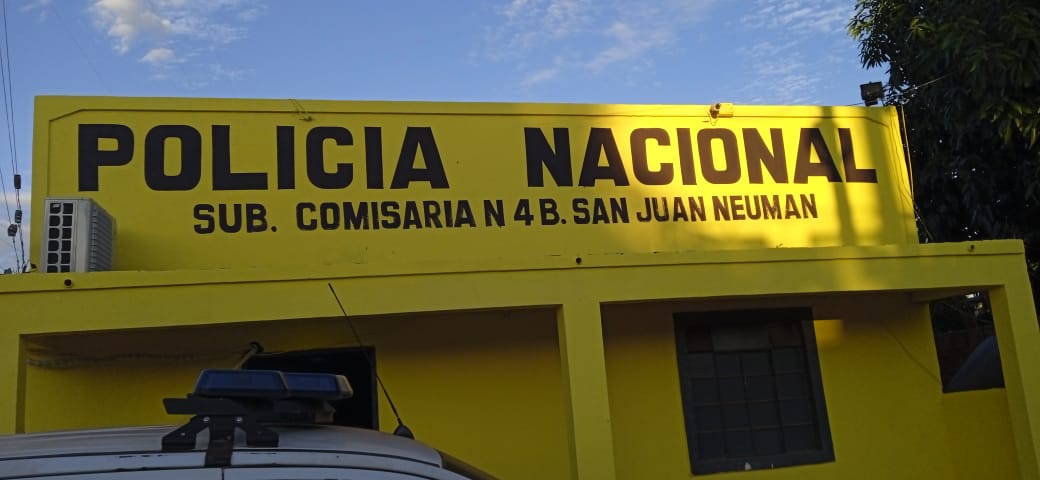 POLICIA NACIONAL
SUB. COMISARIA N 4 B. SAN JUAN NEUMAN